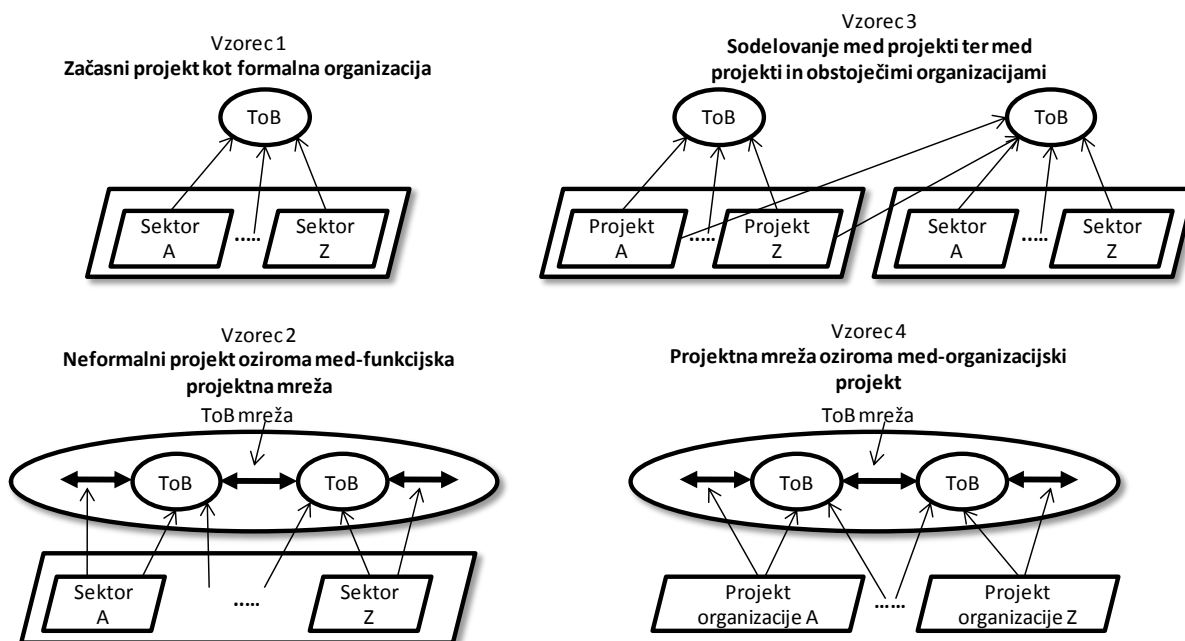 Vzorec 1
Začasni projekt kot formalna organizacija
ToB
Sektor
A
.....
Sektor
Z
Vzorec 3
Sodelovanje med projekti ter med
projekti in obstoječimi organizacijami
ToB
ToB
Projekt
A
.....
Projekt
Z
Sektor
A
.....
Sektor
Z
Vzorec 2
Neformalni projekt oziroma med-funkcijska
projektna mreža
ToB mreža
ToB
ToB
Sektor
A
.....
Sektor
Z
Vzorec 4
Projektna mreža oziroma med-organizacijski
projekt
ToB mreža
ToB
ToB
Projekt
organizacije A
......
Projekt
organizacije Z